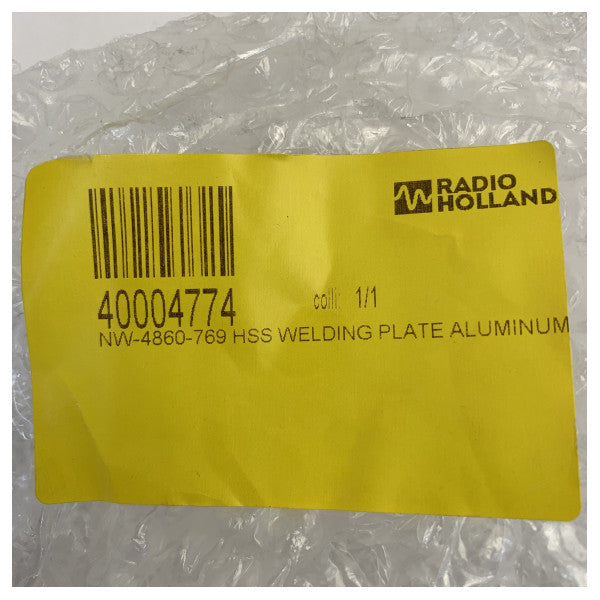 RADIO
HOLLAND
40004774
colli 1/1
NW-4860-769 HSS WELDING PLATE ALUMINUM